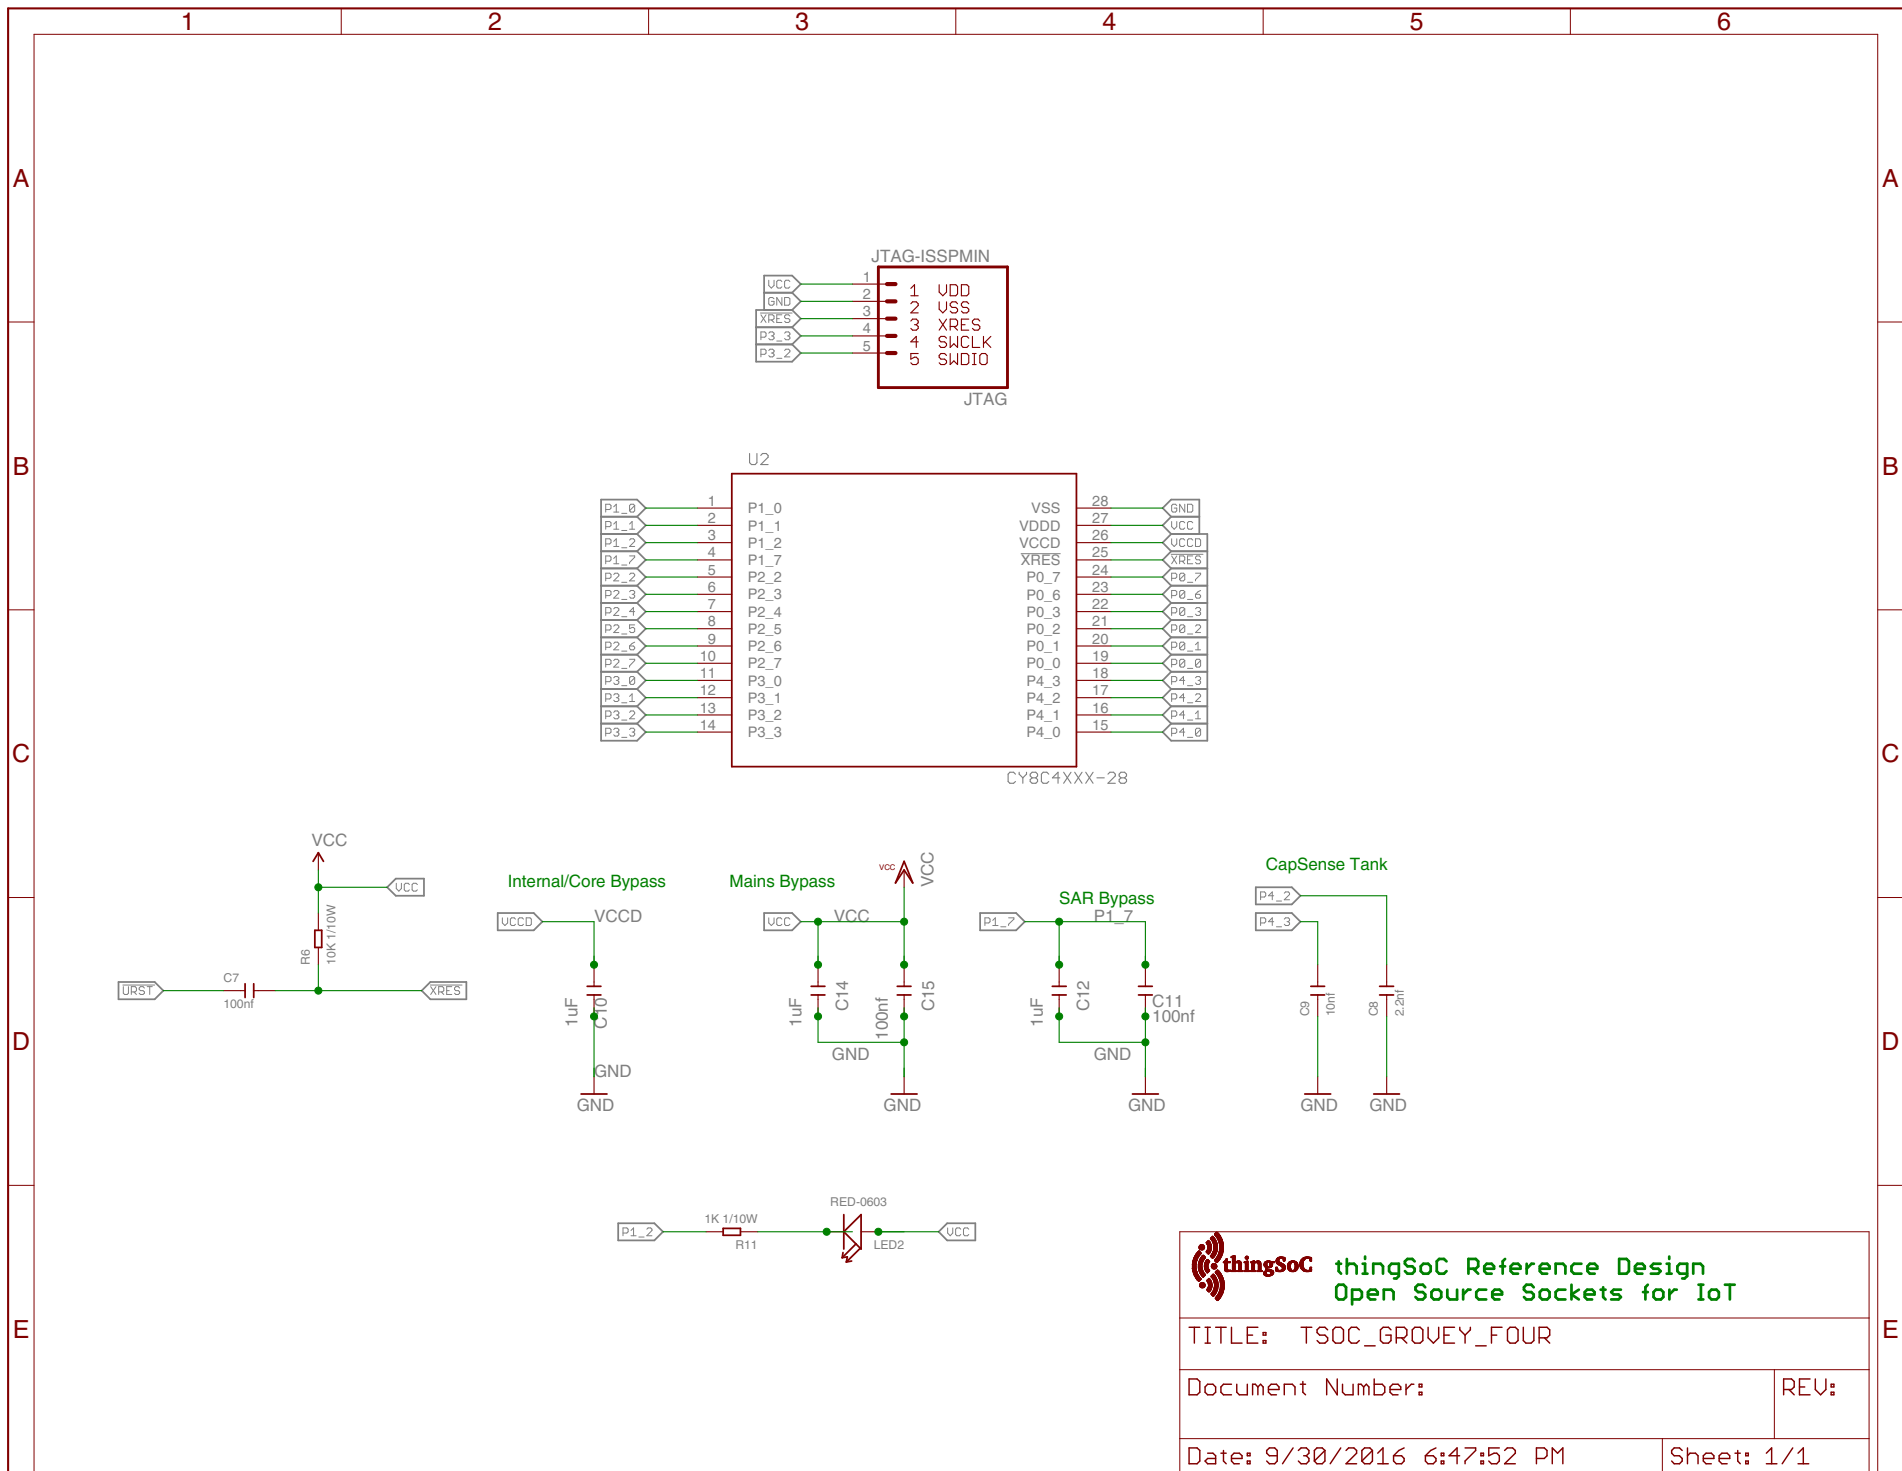 1 2 3 4 5 6
A A
JTAG-ISSPMIN
VCC 1 1 VDD
GND 2 2 VSS
XRES 3 3 XRES
P3_3 4 4 SWCLK
P3_2 5 5 SWDIO
JTAG
B B
U2
P1_0 1 P1_0 VSS 28 GND
P1_1 2 P1_1 VDDD 27 VCC
P1_2 3 P1_2 VCCD 26 VCCD
P1_7 4 P1_7 XRES 25 XRES
P2_2 5 P2_2 P0_7 24 P0_7
P2_3 6 P2_3 P0_6 23 P0_6
P2_4 7 P2_4 P0_3 22 P0_3
P2_5 8 P2_5 P0_2 21 P0_2
P2_6 9 P2_6 P0_1 20 P0_1
P2_7 10 P2_7 P0_0 19 P0_0
P3_0 11 P3_0 P4_3 18 P4_3
P3_1 12 P3_1 P4_2 17 P4_2
P3_2 13 P3_2 P4_1 16 P4_1
P3_3 14 P3_3 P4_0 15 P4_0
CY8C4XXX-28
C C
VCC
VCC
R6
10K 1/10W
URST
C7
100nf
XRES
Internal/Core Bypass
VCCD VCCD
1uF C10
GND
GND
Mains Bypass
VCC VCC
VCC VCC
1uF C14
100nf C15
GND
GND
SAR Bypass
P1_7 P1_7
1uF C12
C11
100nf
GND
GND
CapSense Tank
P4_2
P4_3
C9 10nf
C8 2.2nf
GND GND
D D
P1_2
1K 1/10W
R11
RED-0603
LED2
VCC
E E
thingSoC
thingSoC Reference Design
Open Source Sockets for IoT
TITLE: TSOC_GROVEY_FOUR
Document Number: REV:
Date: 9/30/2016 6:47:52 PM Sheet: 1/1